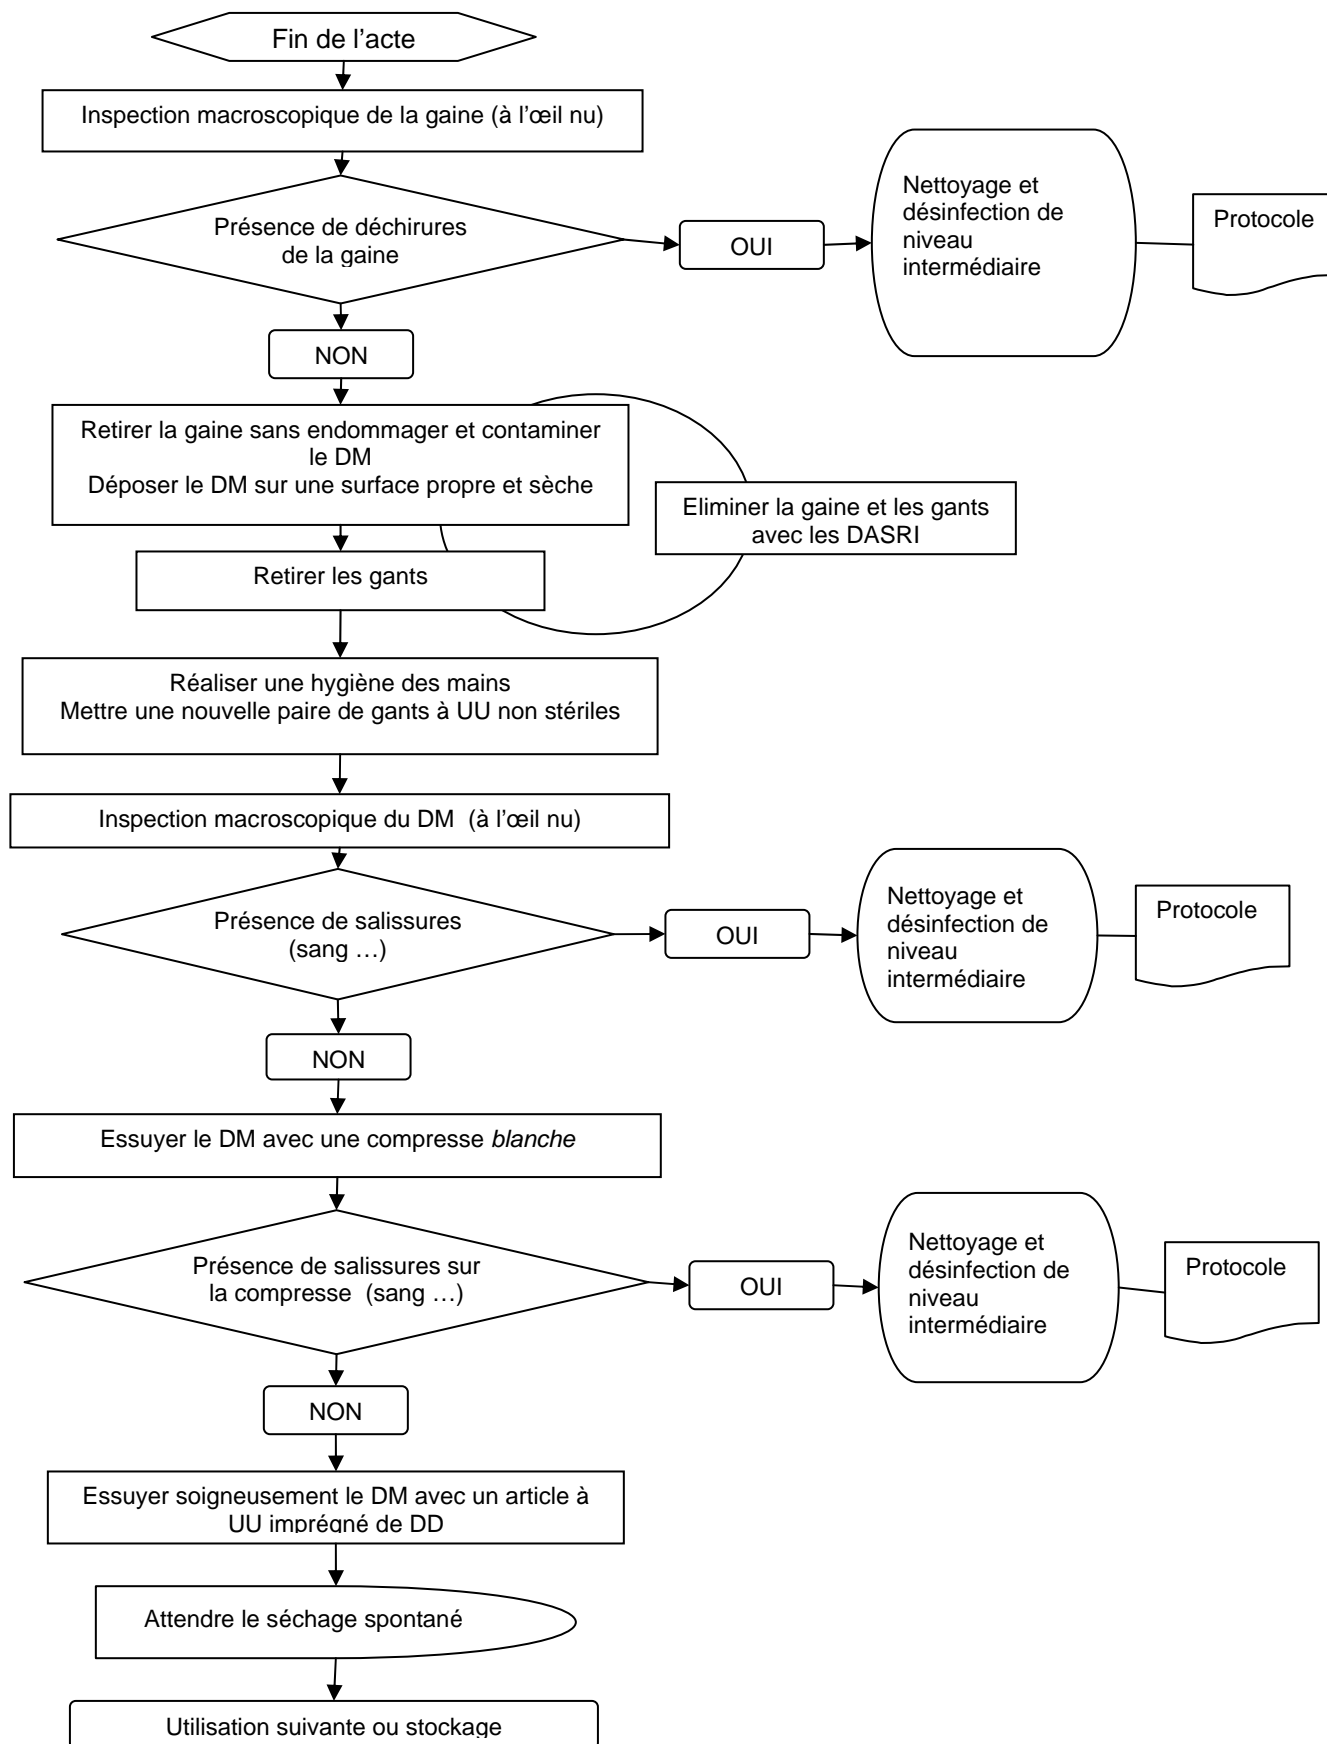 Fin de l'acte
Inspection macroscopique de la gaine (à l'œil nu)
Présence de déchirures
de la gaine
OUI
Nettoyage et
désinfection de
niveau
intermédiaire
Protocole
NON
Retirer la gaine sans endommager et contaminer
le DM
Déposer le DM sur une surface propre et sèche
Eliminer la gaine et les gants
avec les DASRI
Retirer les gants
Réaliser une hygiène des mains
Mettre une nouvelle paire de gants à UU non stériles
Inspection macroscopique du DM (à l'œil nu)
Présence de salissures
(sang …)
OUI
Nettoyage et
désinfection de
niveau
intermédiaire
Protocole
NON
Essuyer le DM avec une compresse blanche
Présence de salissures sur
la compresse (sang …)
OUI
Nettoyage et
désinfection de
niveau
intermédiaire
Protocole
NON
Essuyer soigneusement le DM avec un article à
UU imprégné de DD
Attendre le séchage spontané
Utilisation suivante ou stockage